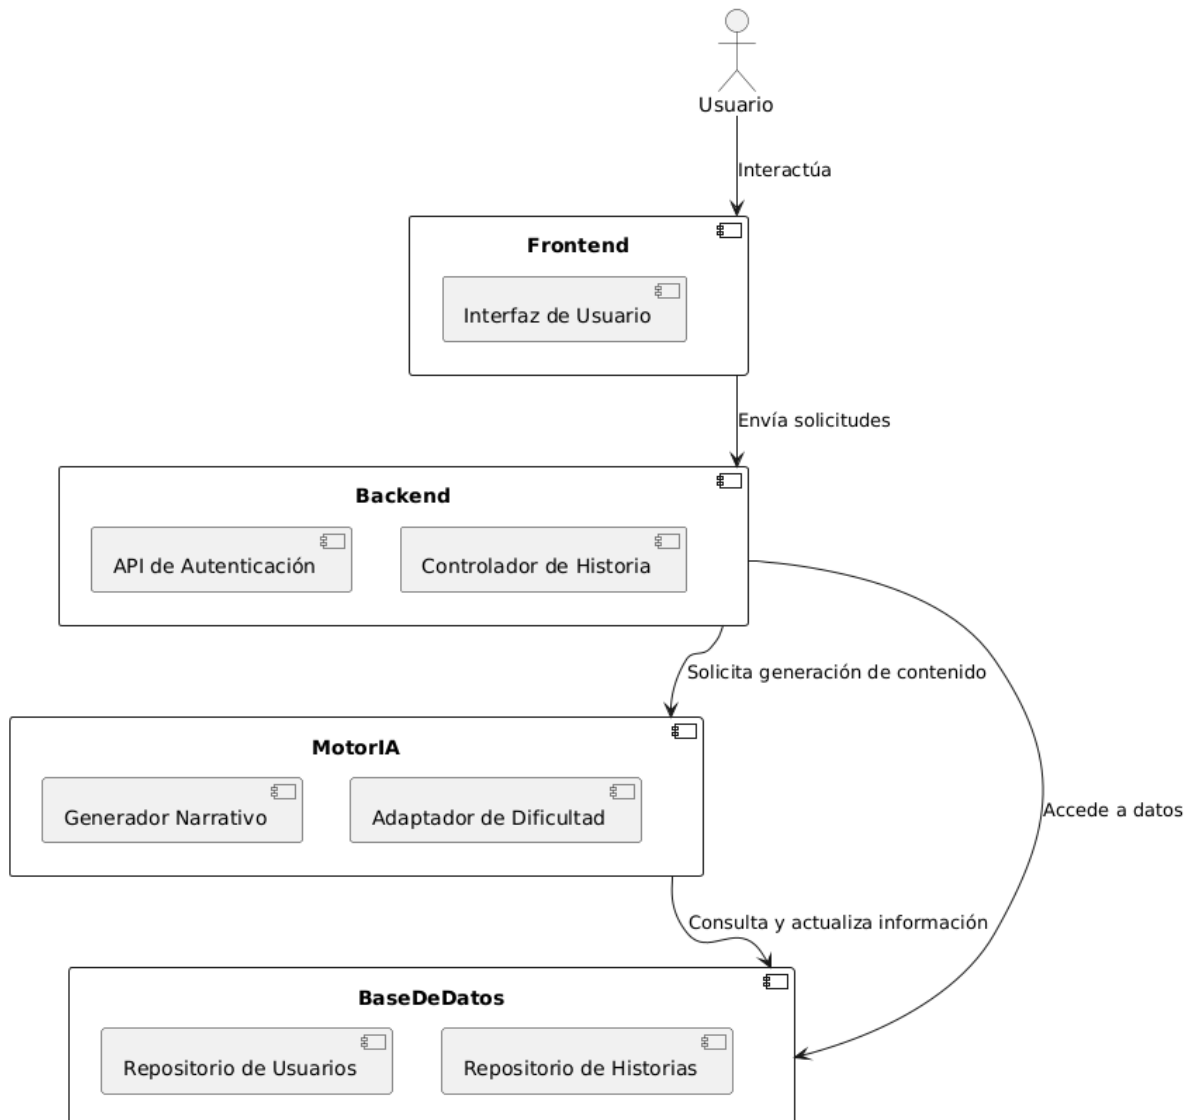 Usuario
Interactúa
Frontend
Interfaz de Usuario
Envía solicitudes
Backend
API de Autenticación
Controlador de Historia
Solicita generación de contenido
MotorIA
Generador Narrativo
Adaptador de Dificultad
Accede a datos
Consulta y actualiza información
BaseDeDatos
Repositorio de Usuarios
Repositorio de Historias